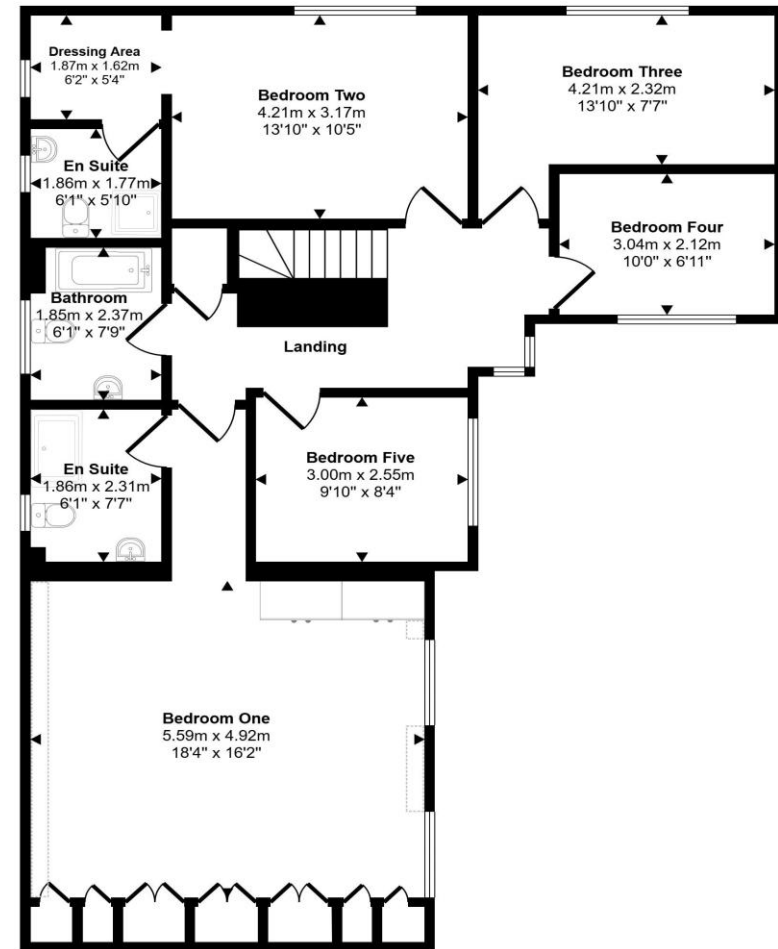 Dressing Area
1.87m x 1.62m
6'2" x 5'4"
Bedroom Two
4.21m x 3.17m
13'10" x 10'5"
Bedroom Three
4.21m x 2.32m
13'10" x 7'7"
En Suite
1.86m x 1.77m
6'1" x 5'10"
Bedroom Four
3.04m x 2.12m
10'0" x 6'11"
Bathroom
1.85m x 2.37m
6'1" x 7'9"
Landing
En Suite
1.86m x 2.31m
6'1" x 7'7"
Bedroom Five
3.00m x 2.55m
9'10" x 8'4"
Bedroom One
5.59m x 4.92m
18'4" x 16'2"